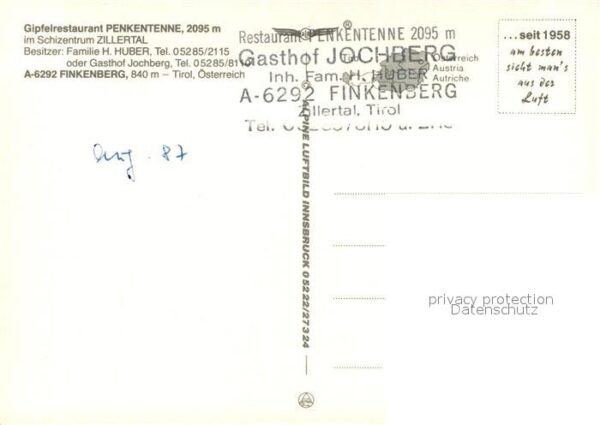 Gipfelrestaurant PENKENTENNE, 2095 m
im Schizentrum ZILLERTAL
Besitzer: Familie H. HUBER, Tel. 05285/2115
oder Gasthof Jochberg, Tel. 05285/8110
A-6292 FINKENBERG, 840 m – Tirol, Österreich
Restaurant PENKENTENNE 2095 m
Gasthof JOCHBERG
Inh. Fam. H. HUBER
A-6292 FINKENBERG
Zillertal, Tirol
Tel.
Tirol
Österreich
Austria
Autriche
...seit 1958
am besten
sieht man's
aus der
Luft
Aug. 87
© ALPINE LUFTBILD INNSBRUCK 05222/27324
privacy protection
Datenschutz